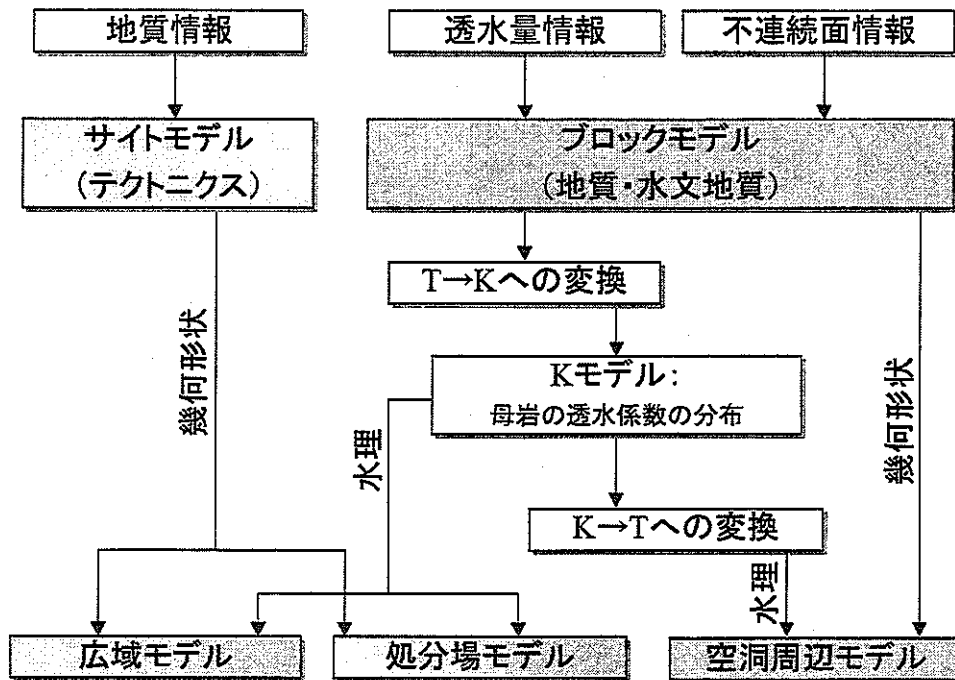 地質情報
透水量情報
不連続面情報
サイトモデル
(テクトニクス)
ブロックモデル
(地質・水文地質)
T→Kへの変換
幾何形状
Kモデル:
母岩の透水係数の分布
幾何形状
水理
K→Tへの変換
水理
広域モデル
処分場モデル
空洞周辺モデル